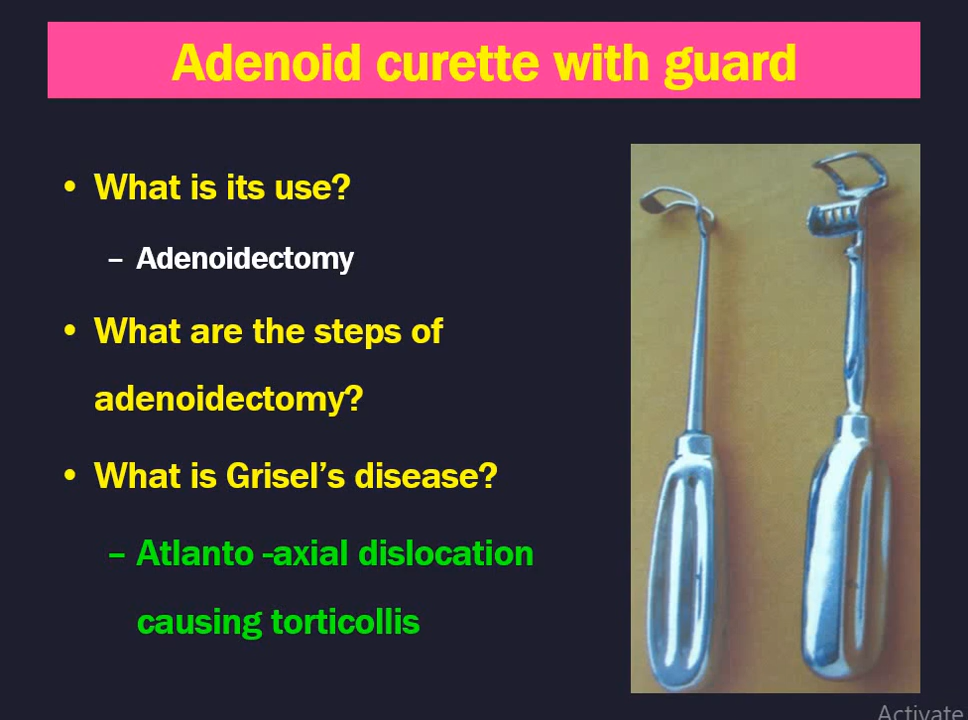 Adenoid curette with guard
• What is its use?
– Adenoidectomy
• What are the steps of
adenoidectomy?
• What is Grisel’s disease?
– Atlanto -axial dislocation
causing torticollis
Activate